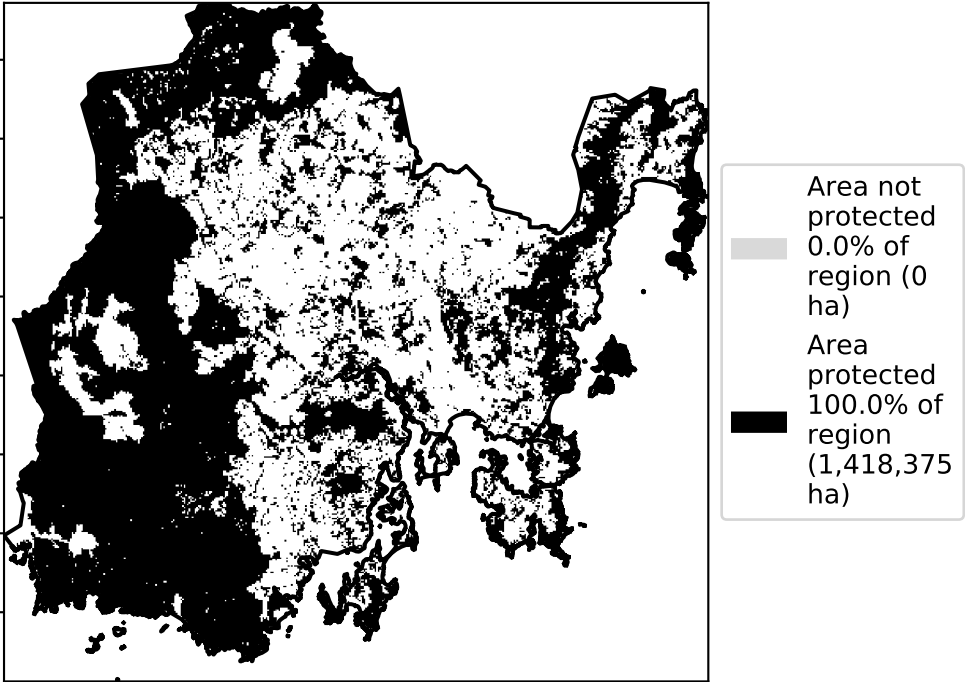 Area not
protected
0.0% of
region (0
ha)
Area
protected
100.0% of
region
(1,418,375
ha)